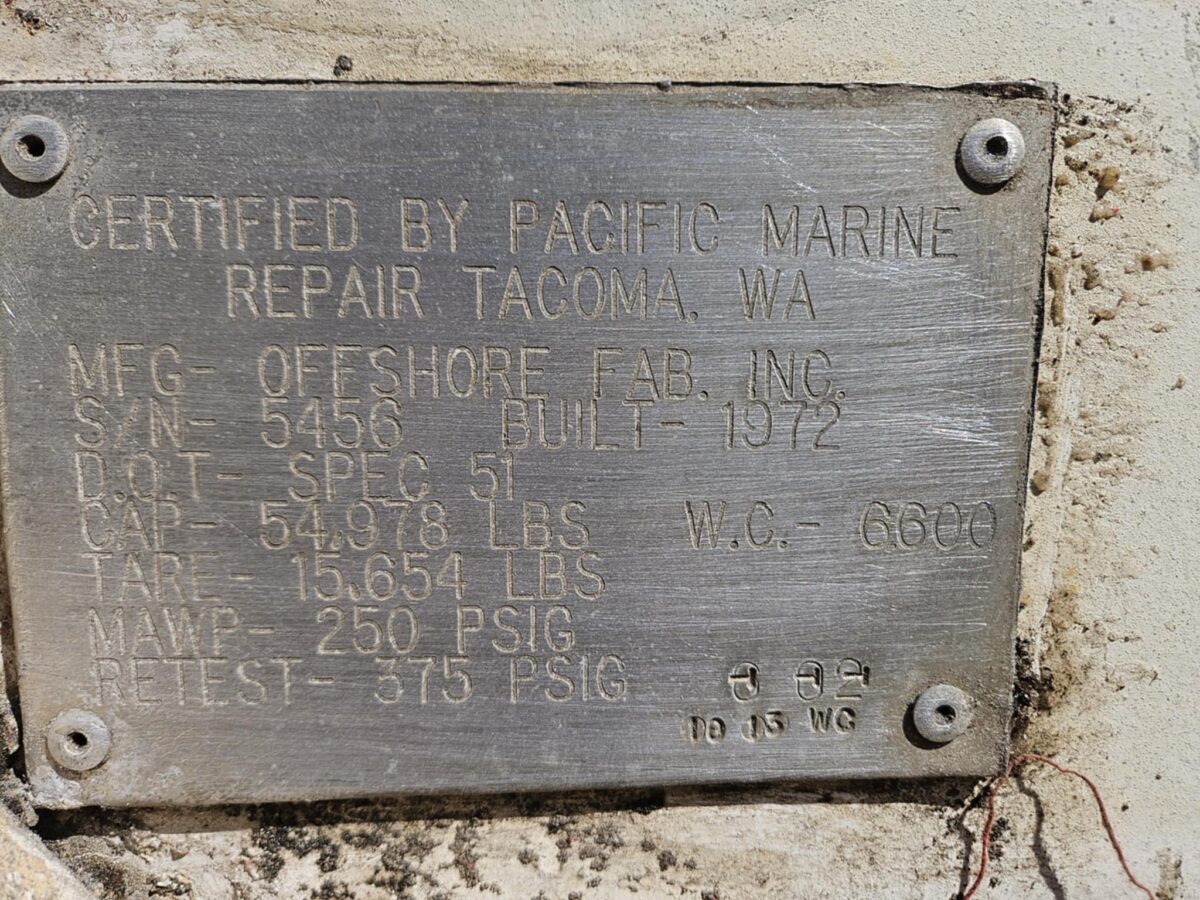 CERTIFIED BY PACIFIC MARINE
REPAIR TACOMA, WA
MFG- OFFSHORE FAB. INC.
S/N- 5456 BUILT- 1972
D.O.T- SPEC 51
CAP- 54,978 LBS W.C.- 6600
TARE- 15,654 LBS
MAWP- 250 PSIG
RETEST- 375 PSIG
10 13 WC